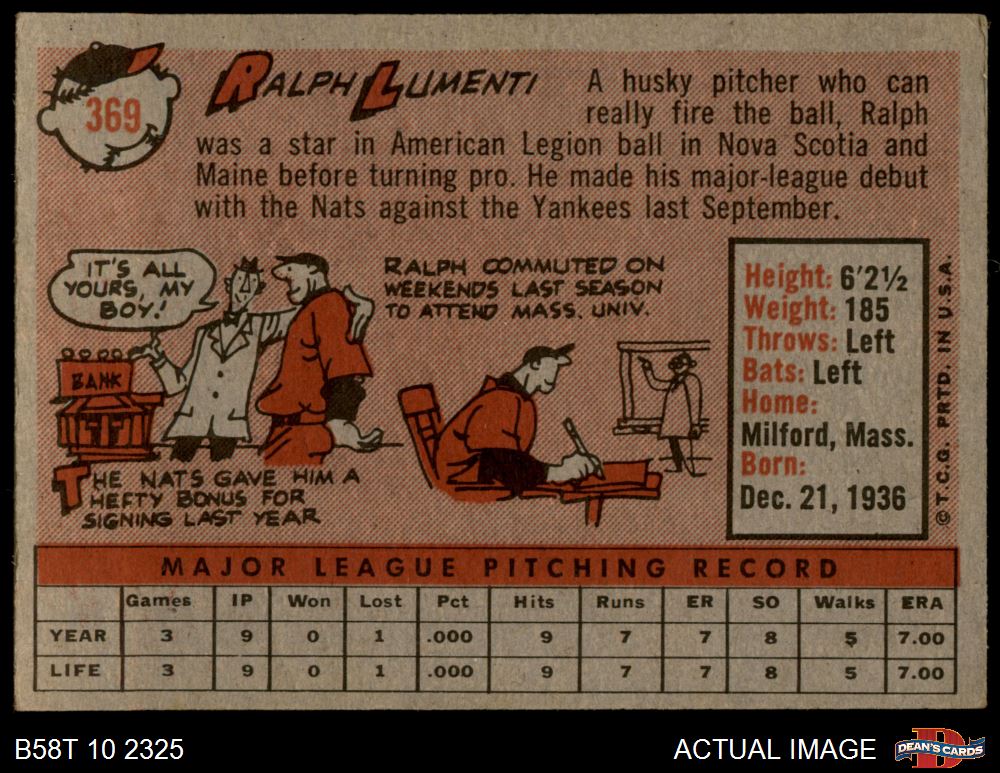 369
RALPH LUMENTI
A husky pitcher who can
really fire the ball, Ralph
was a star in American Legion ball in Nova Scotia and
Maine before turning pro. He made his major-league debut
with the Nats against the Yankees last September.
IT'S ALL
YOURS, MY
BOY!
BANK
THE NATS GAVE HIM A
HEFTY BONUS FOR
SIGNING LAST YEAR
RALPH COMMUTED ON
WEEKENDS LAST SEASON
TO ATTEND MASS. UNIV.
Height: 6'2½
Weight: 185
Throws: Left
Bats: Left
Home:
Milford, Mass.
Born:
Dec. 21, 1936
© T.C.G. PRTD. IN U.S.A.
MAJOR LEAGUE PITCHING RECORD
Games IP Won Lost Pct Hits Runs ER SO Walks ERA
YEAR 3 9 0 1 .000 9 7 7 8 5 7.00
LIFE 3 9 0 1 .000 9 7 7 8 5 7.00
B58T 10 2325
ACTUAL IMAGE
D
DEAN'S CARDS